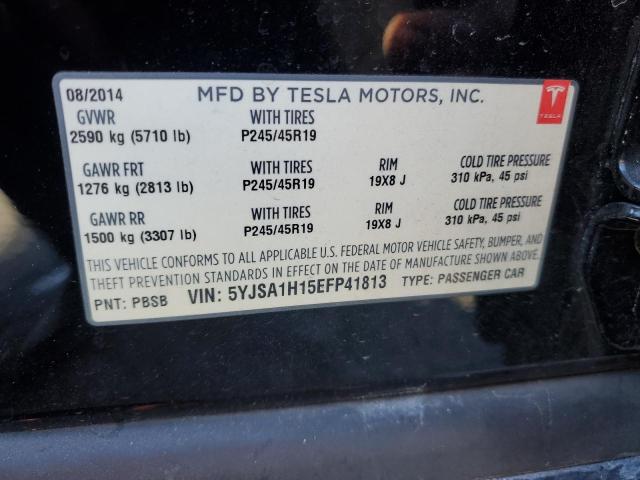 08/2014 MFD BY TESLA MOTORS, INC.
GVWR WITH TIRES
2590 kg (5710 lb) P245/45R19
GAWR FRT WITH TIRES RIM COLD TIRE PRESSURE
1276 kg (2813 lb) P245/45R19 19X8 J 310 kPa, 45 psi
GAWR RR WITH TIRES RIM COLD TIRE PRESSURE
1500 kg (3307 lb) P245/45R19 19X8 J 310 kPa, 45 psi
THIS VEHICLE CONFORMS TO ALL APPLICABLE U.S. FEDERAL MOTOR VEHICLE SAFETY, BUMPER, AND
THEFT PREVENTION STANDARDS IN EFFECT ON THE DATE OF MANUFACTURE SHOWN ABOVE.
PNT: PBSB VIN: 5YJSA1H15EFP41813 TYPE: PASSENGER CAR
TESLA